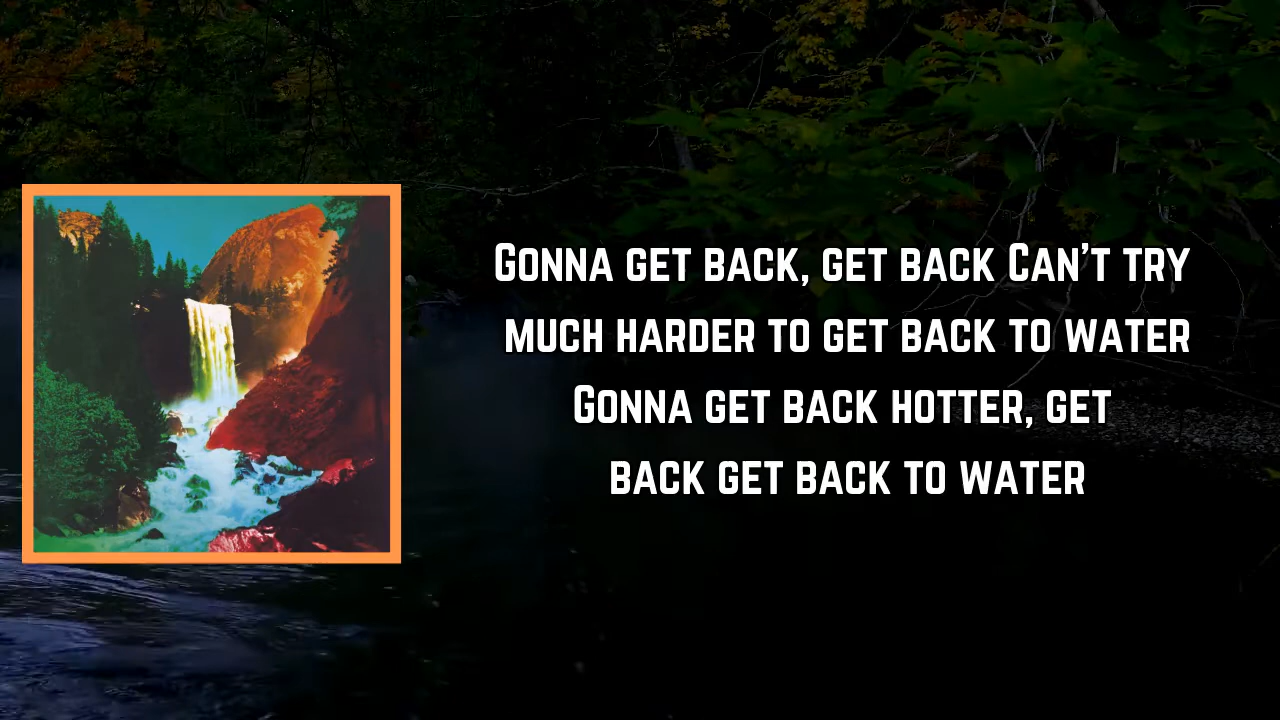 Gonna get back, get back Can't try
much harder to get back to water
Gonna get back hotter, get
back get back to water